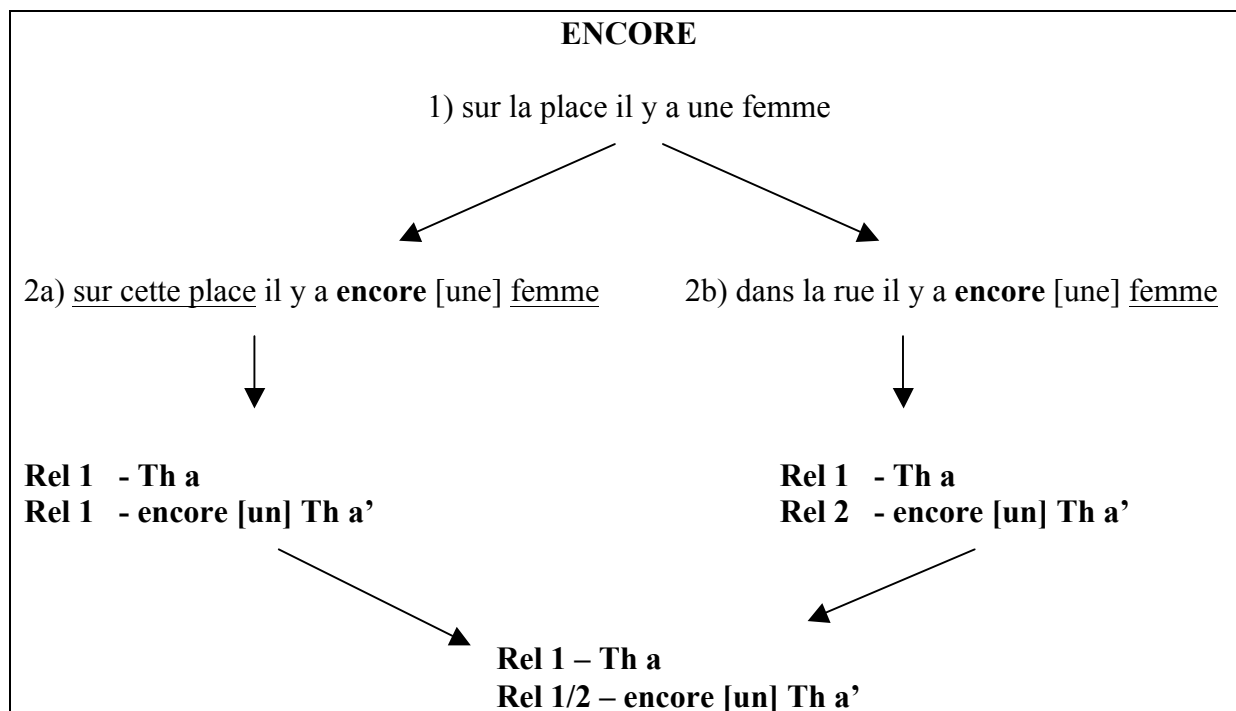 ENCORE
1) sur la place il y a une femme
2a) sur cette place il y a encore [une] femme 2b) dans la rue il y a encore [une] femme
Rel 1 - Th a Rel 1 - Th a
Rel 1 - encore [un] Th a’ Rel 2 - encore [un] Th a’
Rel 1 – Th a
Rel 1/2 – encore [un] Th a’